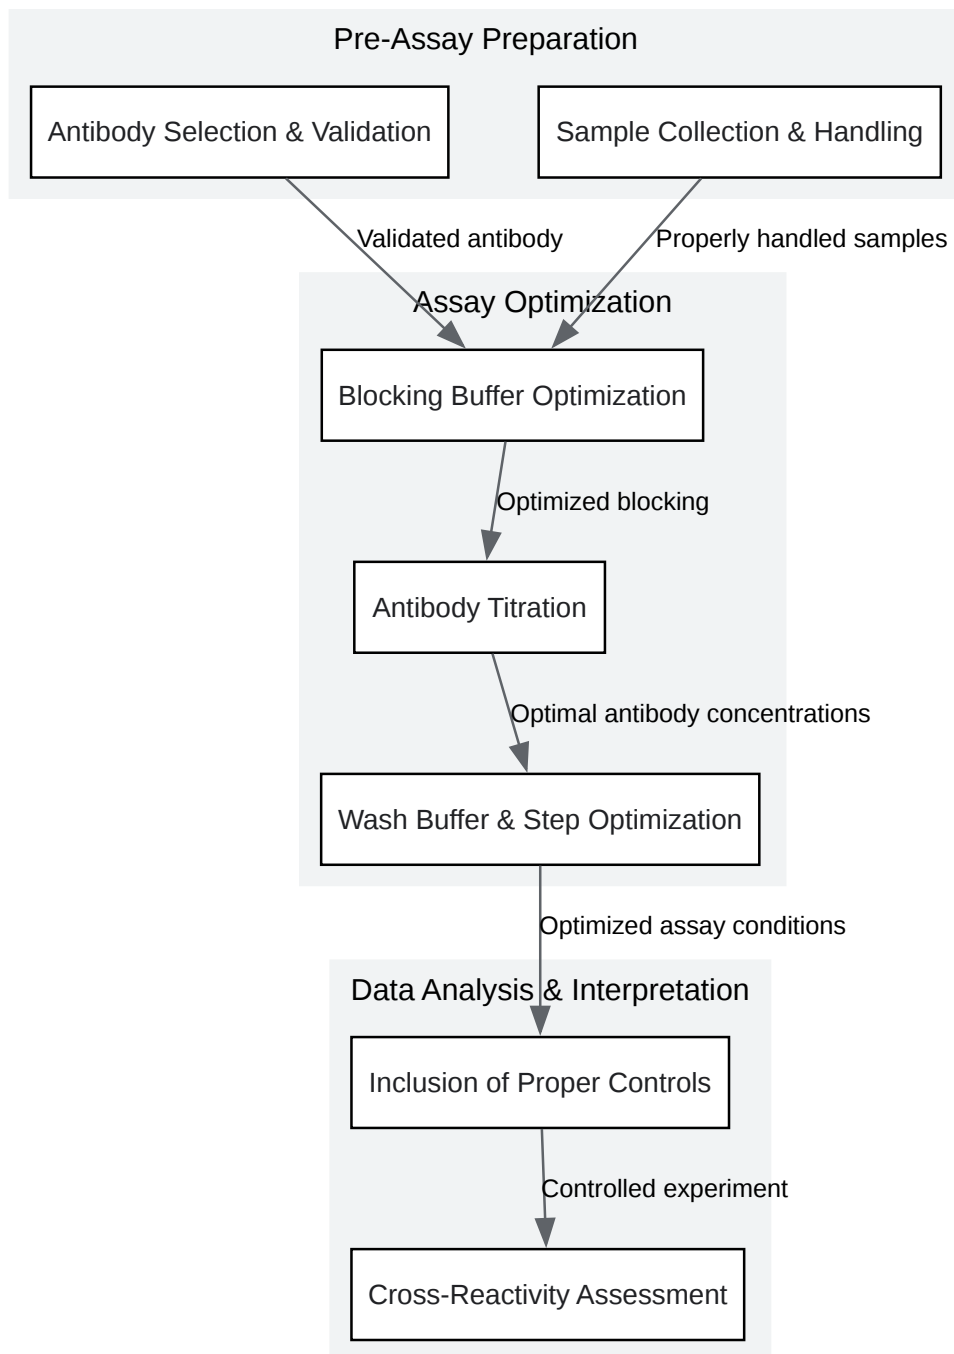 Pre-Assay Preparation
Antibody Selection & Validation
Sample Collection & Handling
Validated antibody
Properly handled samples
Assay Optimization
Blocking Buffer Optimization
Optimized blocking
Antibody Titration
Optimal antibody concentrations
Wash Buffer & Step Optimization
Optimized assay conditions
Data Analysis & Interpretation
Inclusion of Proper Controls
Controlled experiment
Cross-Reactivity Assessment